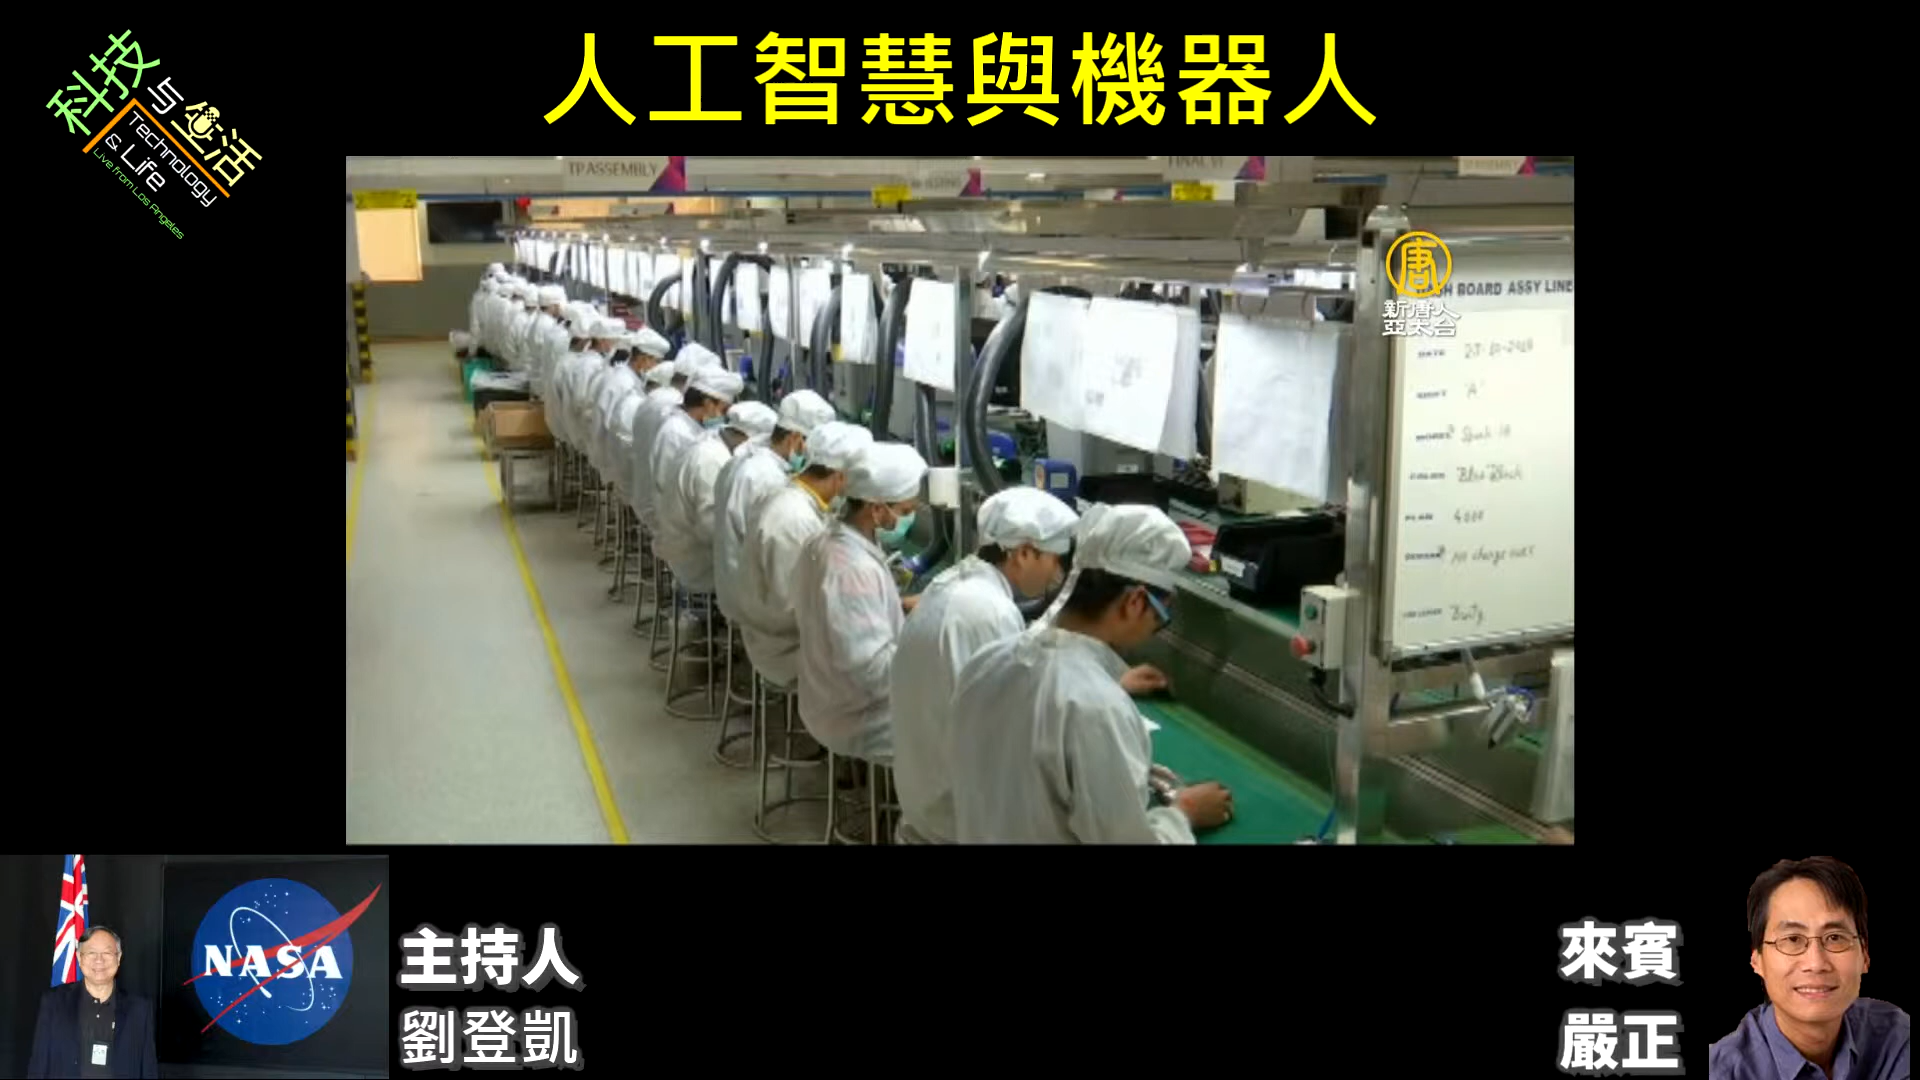 人工智慧與機器人
科技
与生活
Technology
& Life
Live from Los Angeles
TP ASSEMBLY
唐
新唐人
亞太台
BOARD ASSY LINE
NASA
主持人
劉登凱
來賓
嚴正